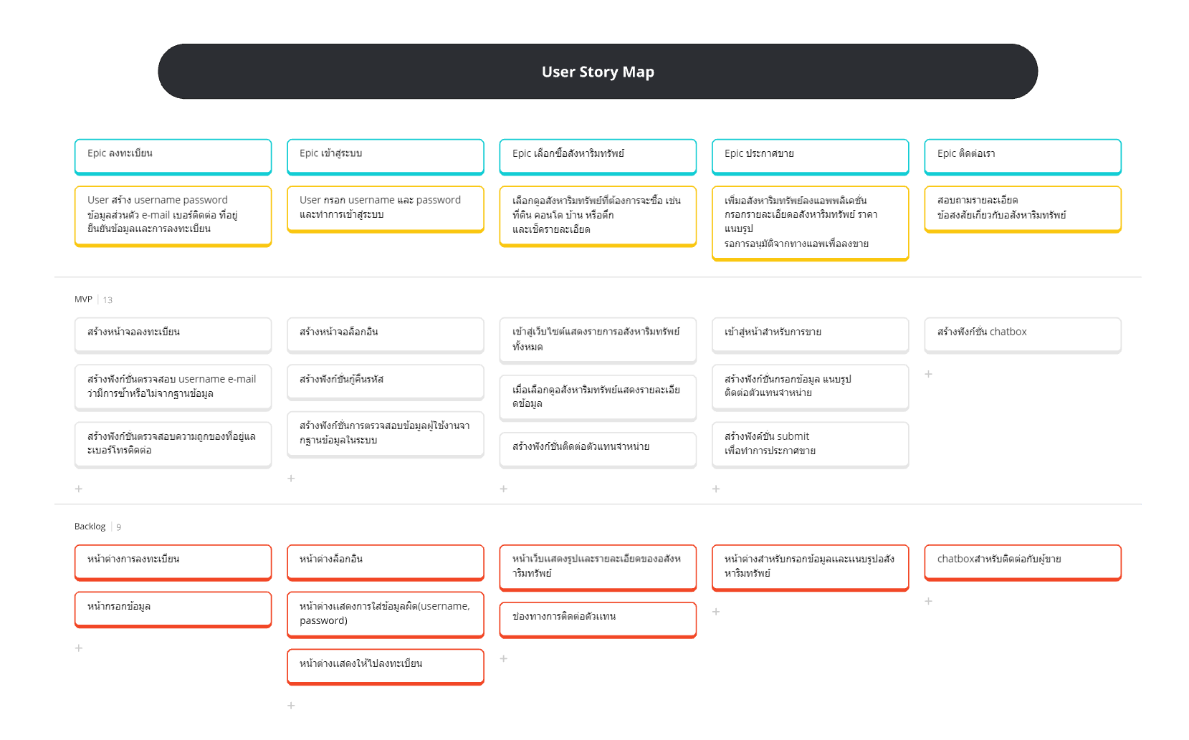 User Story Map
Epic ลงทะเบียน
Epic เข้าสู่ระบบ
Epic เลือกซื้ออสังหาริมทรัพย์
Epic ประกาศขาย
Epic ติดต่อเรา
User สร้าง username password
ข้อมูลส่วนตัว e-mail เบอร์ติดต่อ ที่อยู่
ยืนยันข้อมูลและการลงทะเบียน
User กรอก username และ password
และทำการเข้าสู่ระบบ
เลือกดูอสังหาริมทรัพย์ที่ต้องการจะซื้อ เช่น
ที่ดิน คอนโด บ้าน หรือตึก
และเช็ครายละเอียด
เพิ่มอสังหาริมทรัพย์ลงแอพพลิเคชั่น
กรอกรายละเอียดอสังหาริมทรัพย์ ราคา
แนบรูป
รอการอนุมัติจากทางแอพเพื่อลงขาย
สอบถามรายละเอียด
ข้อสงสัยเกี่ยวกับอสังหาริมทรัพย์
MVP 13
สร้างหน้าจอลงทะเบียน
สร้างฟังก์ชั่นตรวจสอบ username e-mail
ว่ามีการซ้ำหรือไม่จากฐานข้อมูล
สร้างฟังก์ชั่นตรวจสอบความถูกของที่อยู่แล
ะเบอร์โทรติดต่อ
สร้างหน้าจอล็อกอิน
สร้างฟังก์ชั่นกู้คืนรหัส
สร้างฟังก์ชั่นการตรวจสอบข้อมูลผู้ใช้งานจา
กฐานข้อมูลในระบบ
เข้าสู่เว็บไซต์แสดงรายการอสังหาริมทรัพย์
ทั้งหมด
เมื่อเลือกดูอสังหาริมทรัพย์แสดงรายละเอีย
ดข้อมูล
สร้างฟังก์ชั่นติดต่อตัวแทนจำหน่าย
เข้าสู่หน้าสำหรับการขาย
สร้างฟังก์ชั่นกรอกข้อมูล แนบรูป
ติดต่อตัวแทนจำหน่าย
สร้างฟังค์ชั่น submit
เพื่อทำการประกาศขาย
สร้างฟังก์ชั่น chatbox
Backlog 9
หน้าต่างการลงทะเบียน
หน้ากรอกข้อมูล
หน้าต่างล็อกอิน
หน้าต่างแสดงการใส่ข้อมูลผิด(username,
password)
หน้าต่างแสดงให้ไปลงทะเบียน
หน้าเว็บแสดงรูปและรายละเอียดของอสังห
าริมทรัพย์
ช่องทางการติดต่อตัวแทน
หน้าต่างสำหรับกรอกข้อมูลและแนบรูปอสัง
หาริมทรัพย์
chatboxสำหรับติดต่อกับผู้ขาย